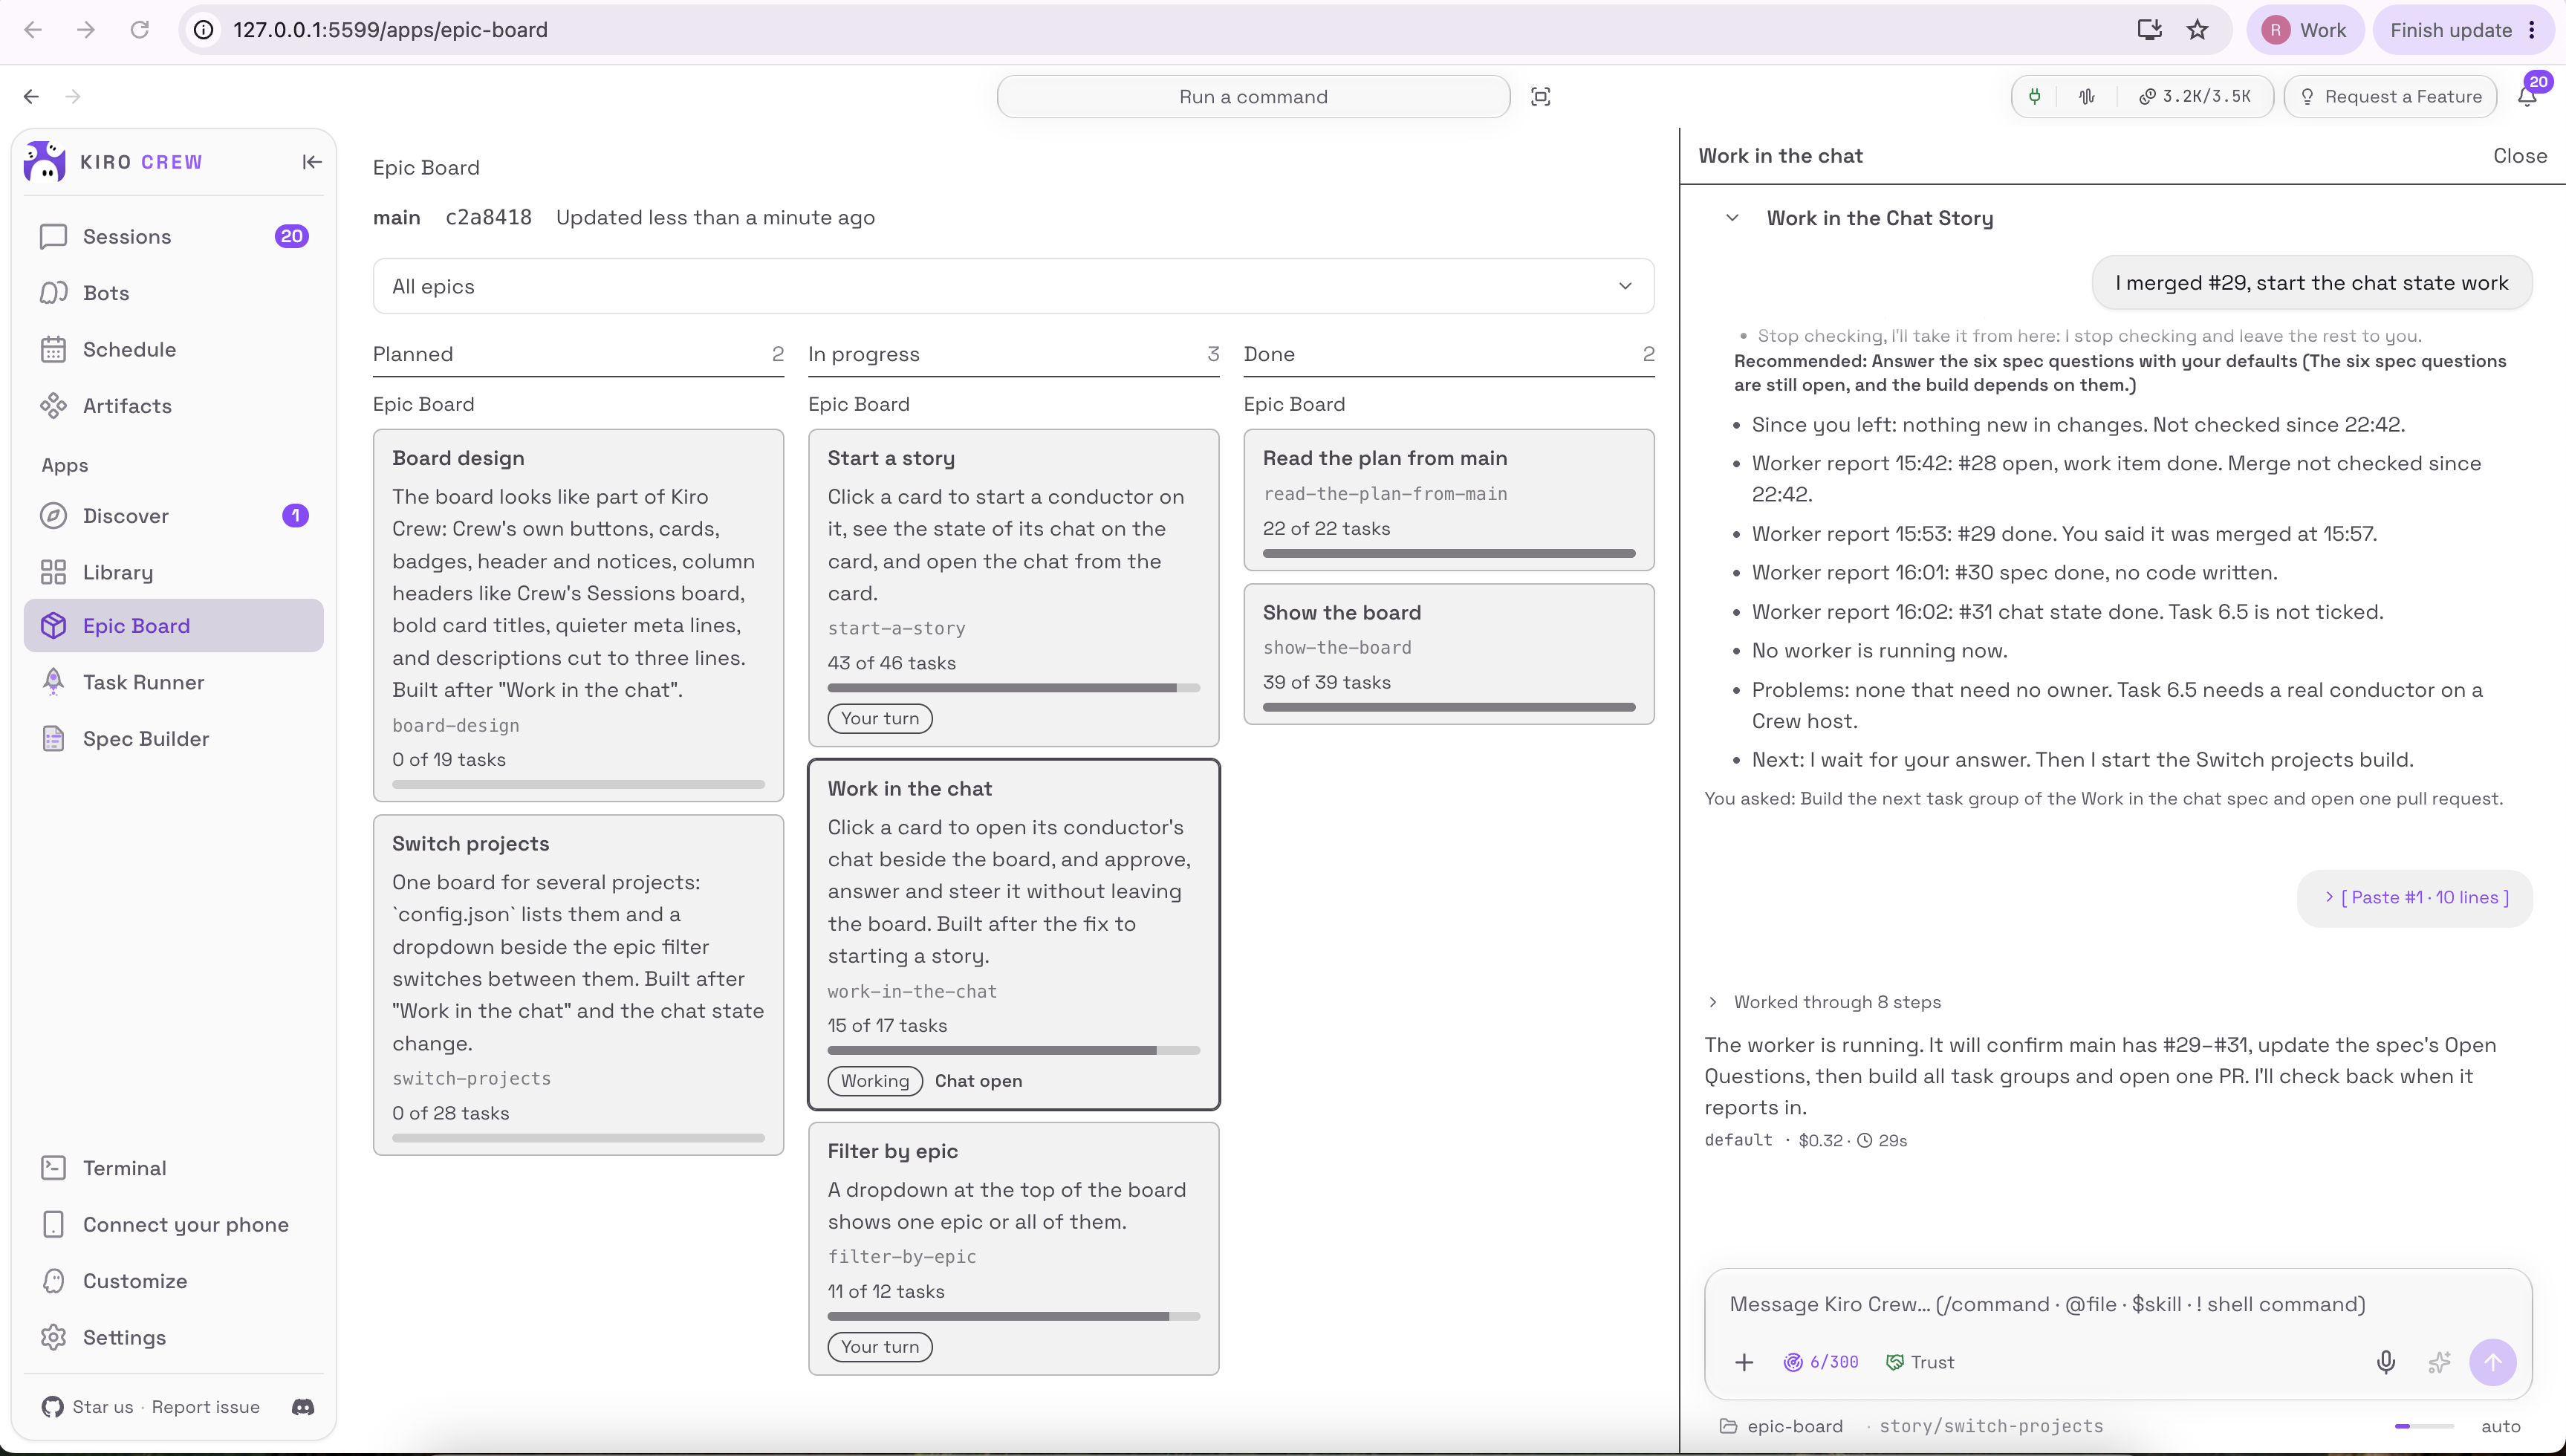 127.0.0.1:5599/apps/epic-board
R
Work
Finish update
Run a command
3.2K/3.5K
Request a Feature
20
KIRO CREW
Sessions
20
Bots
Schedule
Artifacts
Apps
Discover
1
Library
Epic Board
Task Runner
Spec Builder
Terminal
Connect your phone
Customize
Settings
Star us · Report issue
Epic Board
main c2a8418 Updated less than a minute ago
All epics
Planned 2
Epic Board
Board design
The board looks like part of Kiro
Crew: Crew's own buttons, cards,
badges, header and notices, column
headers like Crew's Sessions board,
bold card titles, quieter meta lines,
and descriptions cut to three lines.
Built after "Work in the chat".
board-design
0 of 19 tasks
Switch projects
One board for several projects:
`config.json` lists them and a
dropdown beside the epic filter
switches between them. Built after
"Work in the chat" and the chat state
change.
switch-projects
0 of 28 tasks
In progress 3
Epic Board
Start a story
Click a card to start a conductor on
it, see the state of its chat on the
card, and open the chat from the
card.
start-a-story
43 of 46 tasks
Your turn
Work in the chat
Click a card to open its conductor's
chat beside the board, and approve,
answer and steer it without leaving
the board. Built after the fix to
starting a story.
work-in-the-chat
15 of 17 tasks
Working
Chat open
Filter by epic
A dropdown at the top of the board
shows one epic or all of them.
filter-by-epic
11 of 12 tasks
Your turn
Done 2
Epic Board
Read the plan from main
read-the-plan-from-main
22 of 22 tasks
Show the board
show-the-board
39 of 39 tasks
Work in the chat
Close
Work in the Chat Story
I merged #29, start the chat state work
• Stop checking, I'll take it from here: I stop checking and leave the rest to you.
Recommended: Answer the six spec questions with your defaults (The six spec questions
are still open, and the build depends on them.)
• Since you left: nothing new in changes. Not checked since 22:42.
• Worker report 15:42: #28 open, work item done. Merge not checked since
22:42.
• Worker report 15:53: #29 done. You said it was merged at 15:57.
• Worker report 16:01: #30 spec done, no code written.
• Worker report 16:02: #31 chat state done. Task 6.5 is not ticked.
• No worker is running now.
• Problems: none that need no owner. Task 6.5 needs a real conductor on a
Crew host.
• Next: I wait for your answer. Then I start the Switch projects build.
You asked: Build the next task group of the Work in the chat spec and open one pull request.
[ Paste #1 · 10 lines ]
Worked through 8 steps
The worker is running. It will confirm main has #29–#31, update the spec's Open
Questions, then build all task groups and open one PR. I'll check back when it
reports in.
default · $0.32 · 29s
Message Kiro Crew... (/command · @file · $skill · ! shell command)
6/300
Trust
epic-board · story/switch-projects
auto